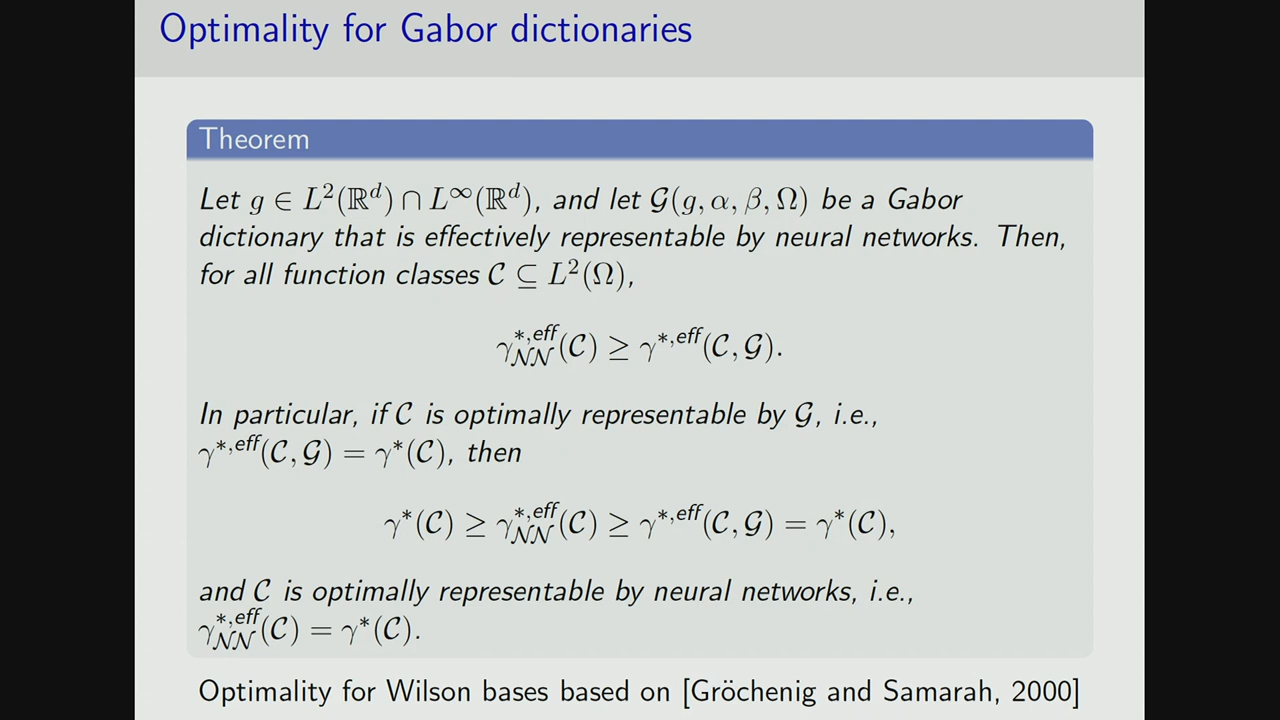 Optimality for Gabor dictionaries
Theorem
Let g ∈ L²(ℝᵈ) ∩ L^∞(ℝᵈ), and let 𝒢(g, α, β, Ω) be a Gabor
dictionary that is effectively representable by neural networks. Then,
for all function classes 𝒞 ⊆ L²(Ω),
γ^{*,eff}_{𝒩𝒩}(𝒞) ≥ γ^{*,eff}(𝒞, 𝒢).
In particular, if 𝒞 is optimally representable by 𝒢, i.e.,
γ^{*,eff}(𝒞, 𝒢) = γ^*(𝒞), then
γ^*(𝒞) ≥ γ^{*,eff}_{𝒩𝒩}(𝒞) ≥ γ^{*,eff}(𝒞, 𝒢) = γ^*(𝒞),
and 𝒞 is optimally representable by neural networks, i.e.,
γ^{*,eff}_{𝒩𝒩}(𝒞) = γ^*(𝒞).
Optimality for Wilson bases based on [Gröchenig and Samarah, 2000]